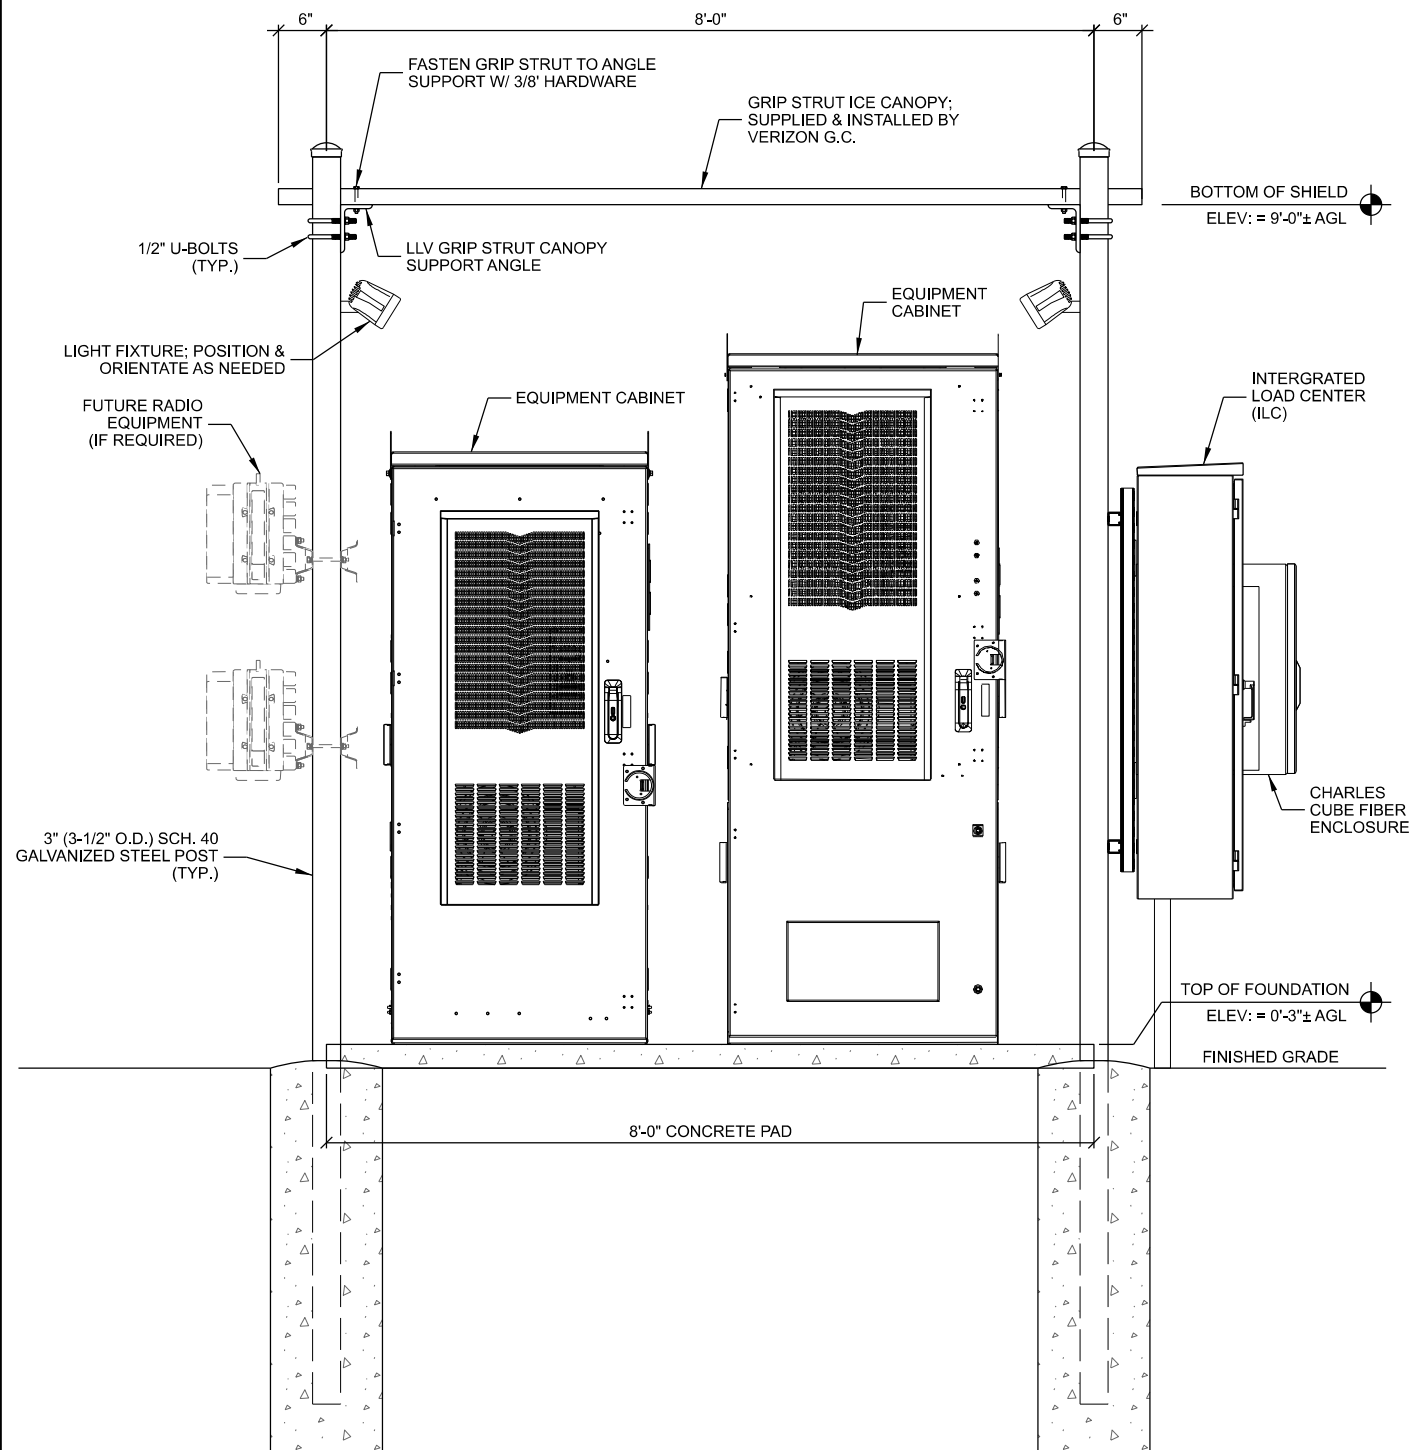 6"
8'-0"
6"
FASTEN GRIP STRUT TO ANGLE
SUPPORT W/ 3/8' HARDWARE
GRIP STRUT ICE CANOPY;
SUPPLIED & INSTALLED BY
VERIZON G.C.
BOTTOM OF SHIELD
ELEV: = 9'-0"± AGL
1/2" U-BOLTS
(TYP.)
LLV GRIP STRUT CANOPY
SUPPORT ANGLE
EQUIPMENT
CABINET
LIGHT FIXTURE; POSITION &
ORIENTATE AS NEEDED
INTERGRATED
LOAD CENTER
(ILC)
EQUIPMENT CABINET
FUTURE RADIO
EQUIPMENT
(IF REQUIRED)
CHARLES
CUBE FIBER
ENCLOSURE
3" (3-1/2" O.D.) SCH. 40
GALVANIZED STEEL POST
(TYP.)
TOP OF FOUNDATION
ELEV: = 0'-3"± AGL
FINISHED GRADE
8'-0" CONCRETE PAD